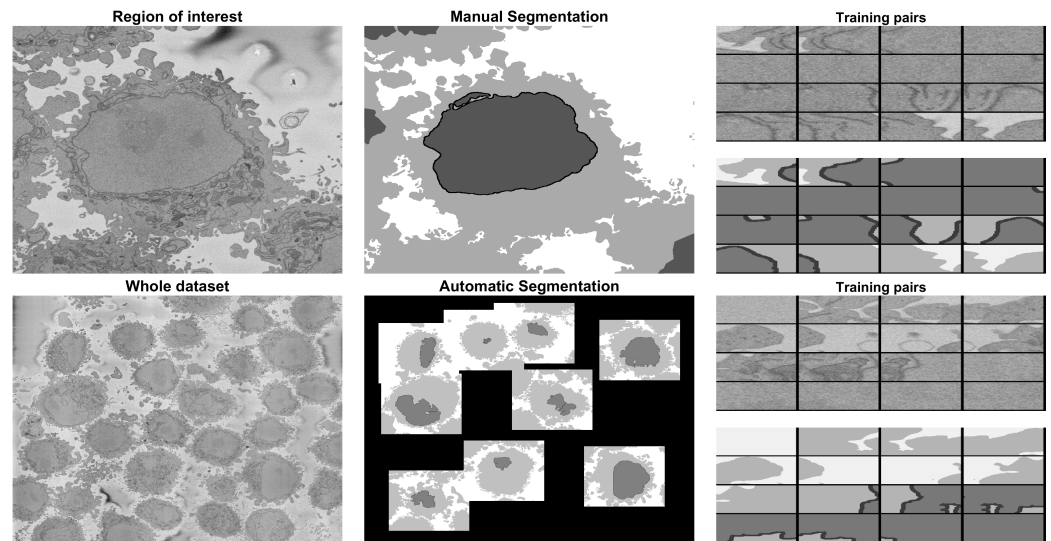 Region of interest
Manual Segmentation
Training pairs
Whole dataset
Automatic Segmentation
Training pairs